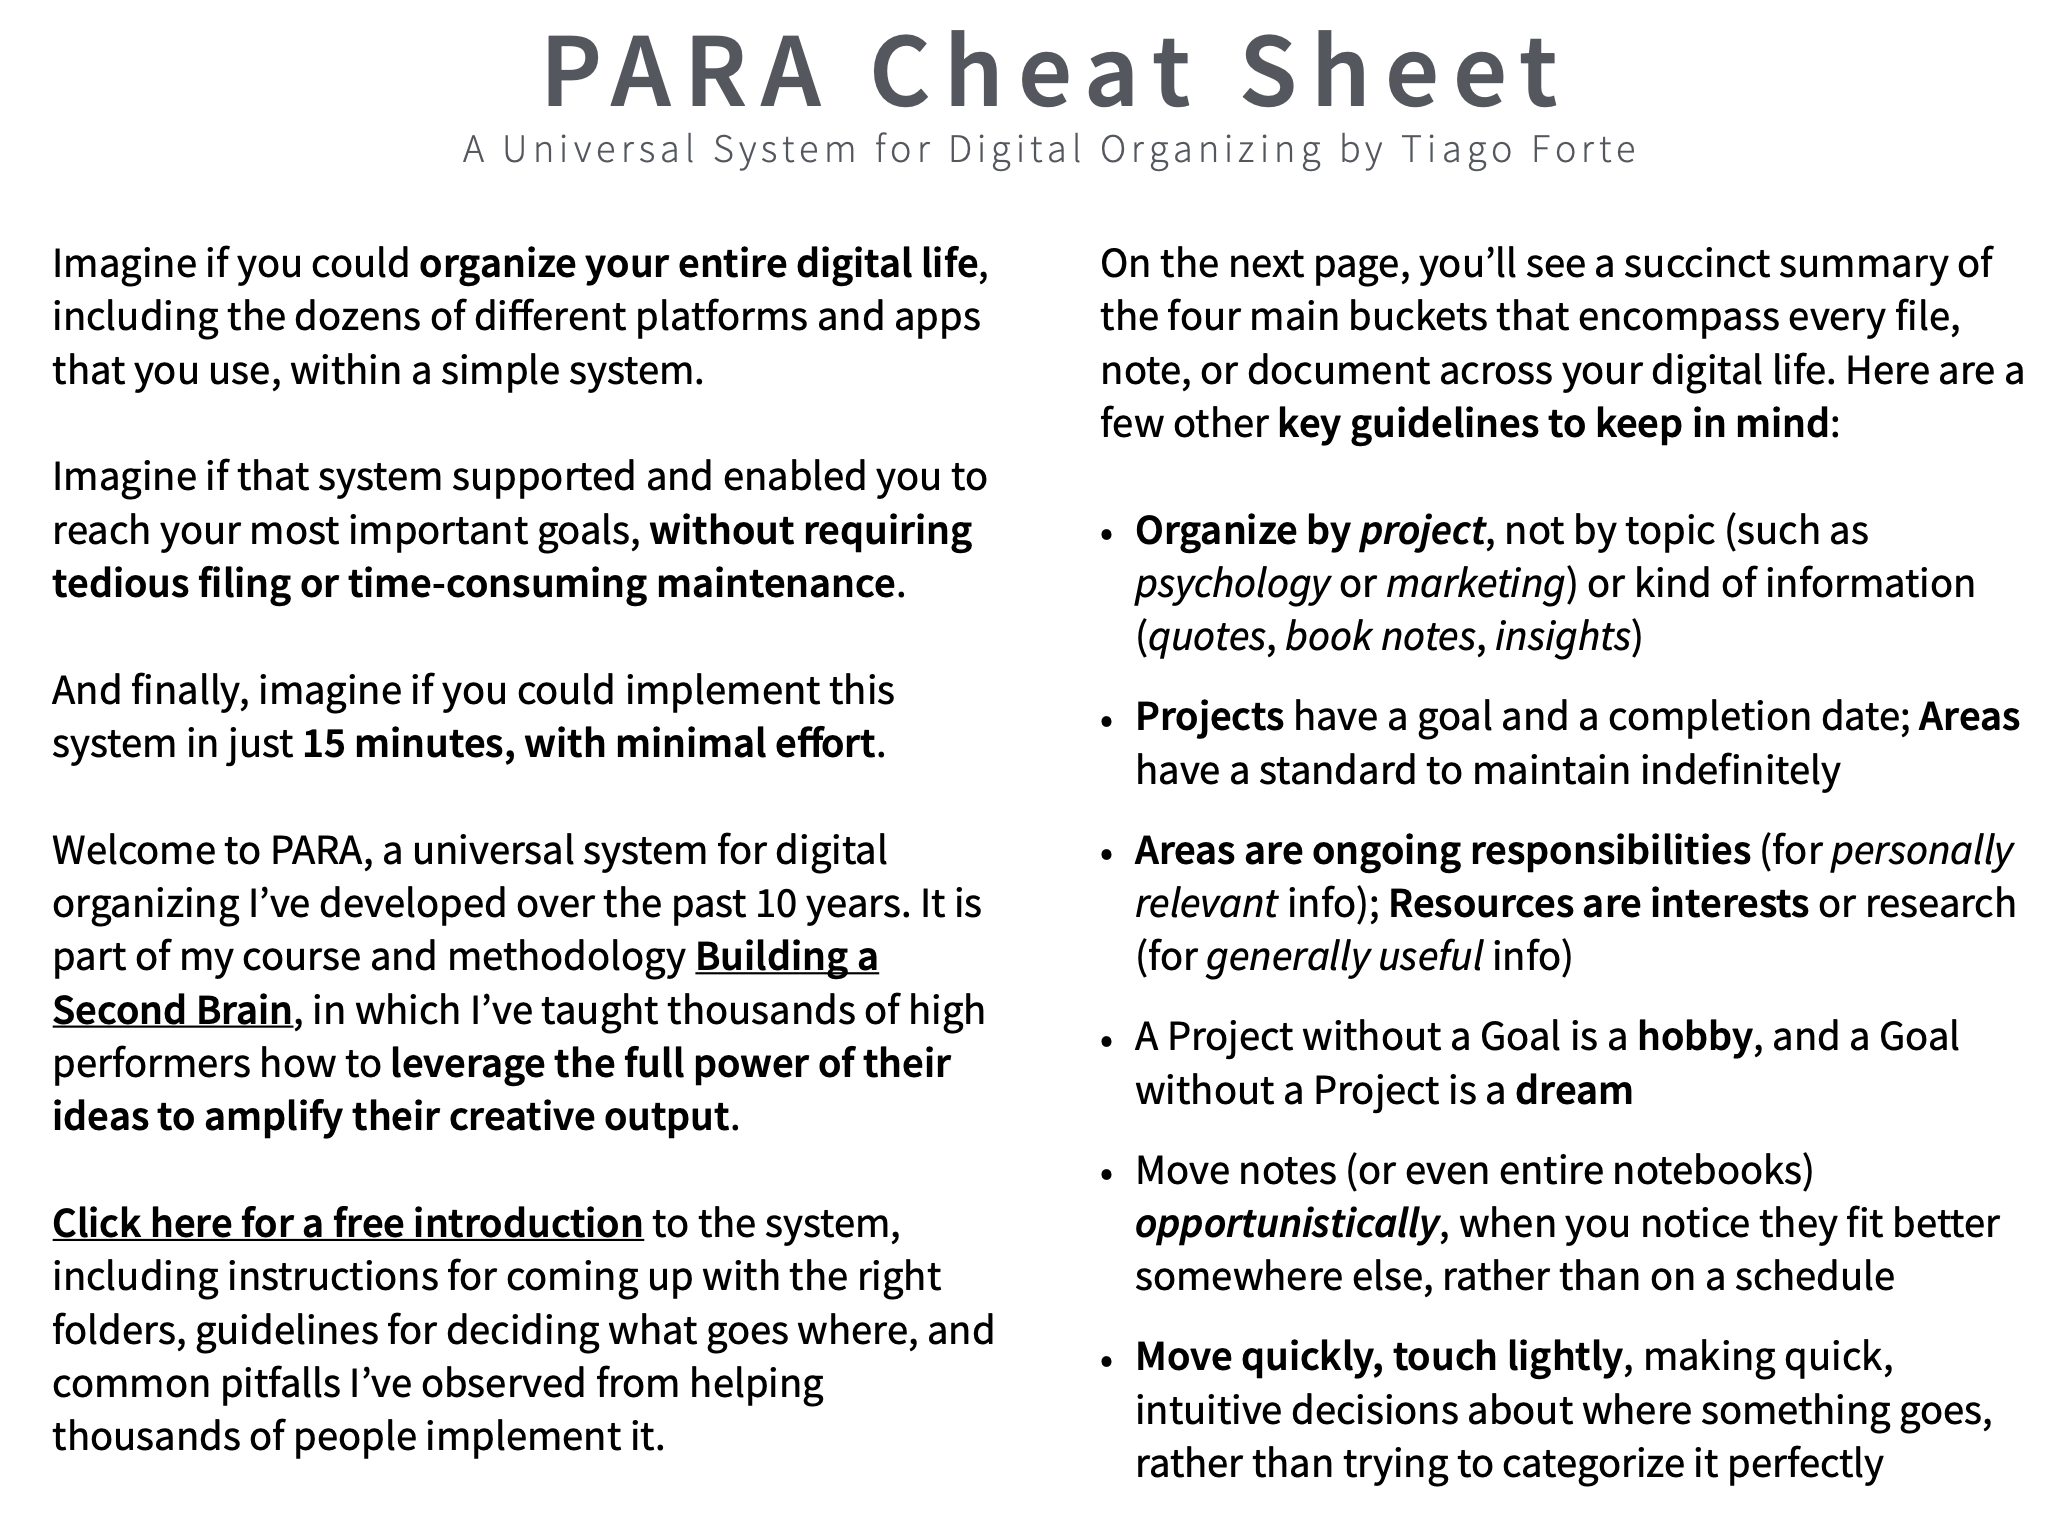 PARA Cheat Sheet
A Universal System for Digital Organizing by Tiago Forte
Imagine if you could organize your entire digital life,
including the dozens of different platforms and apps
that you use, within a simple system.
Imagine if that system supported and enabled you to
reach your most important goals, without requiring
tedious filing or time-consuming maintenance.
And finally, imagine if you could implement this
system in just 15 minutes, with minimal effort.
Welcome to PARA, a universal system for digital
organizing I’ve developed over the past 10 years. It is
part of my course and methodology Building a
Second Brain, in which I’ve taught thousands of high
performers how to leverage the full power of their
ideas to amplify their creative output.
Click here for a free introduction to the system,
including instructions for coming up with the right
folders, guidelines for deciding what goes where, and
common pitfalls I’ve observed from helping
thousands of people implement it.
On the next page, you’ll see a succinct summary of
the four main buckets that encompass every file,
note, or document across your digital life. Here are a
few other key guidelines to keep in mind:
• Organize by project, not by topic (such as
psychology or marketing) or kind of information
(quotes, book notes, insights)
• Projects have a goal and a completion date; Areas
have a standard to maintain indefinitely
• Areas are ongoing responsibilities (for personally
relevant info); Resources are interests or research
(for generally useful info)
• A Project without a Goal is a hobby, and a Goal
without a Project is a dream
• Move notes (or even entire notebooks)
opportunistically, when you notice they fit better
somewhere else, rather than on a schedule
• Move quickly, touch lightly, making quick,
intuitive decisions about where something goes,
rather than trying to categorize it perfectly